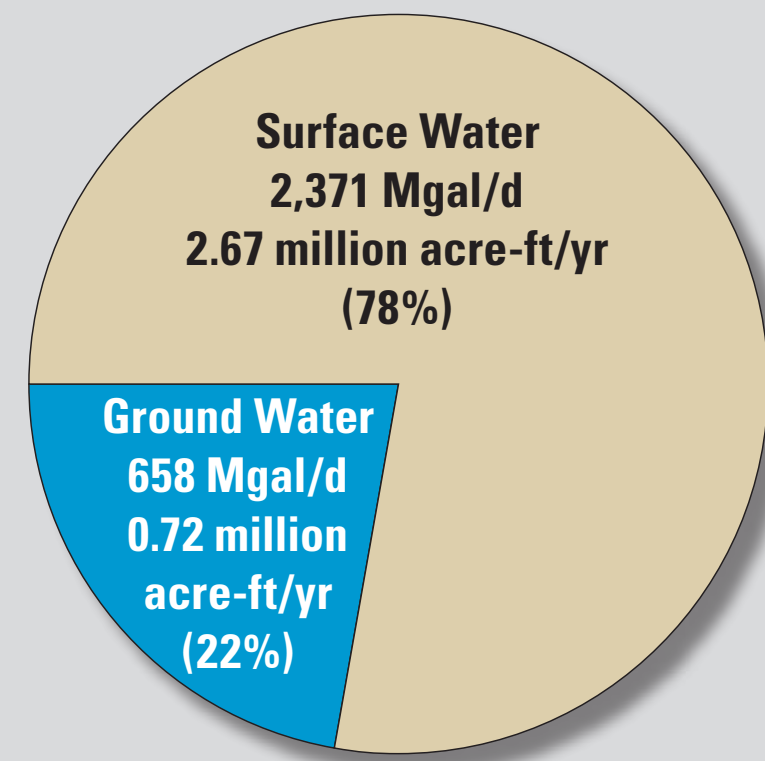 Surface Water
2,371 Mgal/d
2.67 million acre-ft/yr
(78%)
Ground Water
658 Mgal/d
0.72 million
acre-ft/yr
(22%)